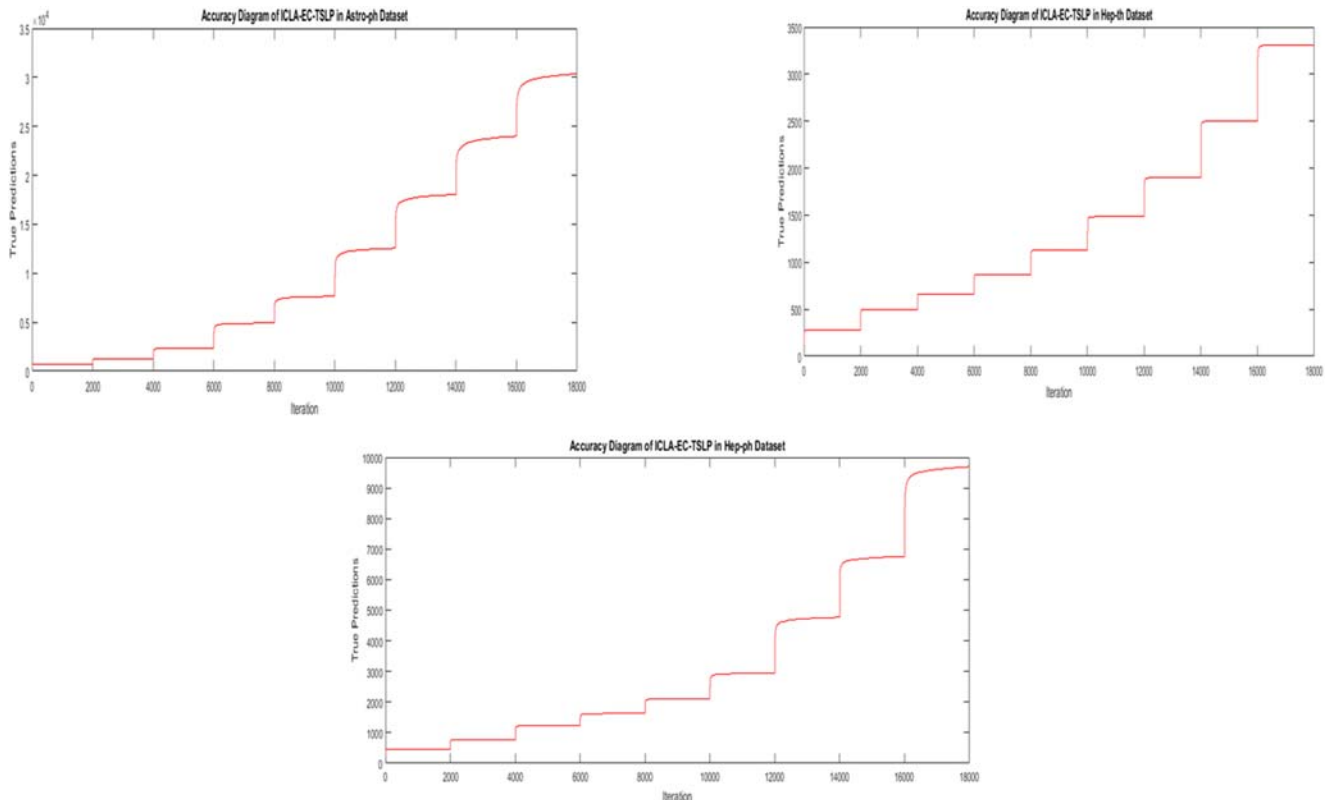 Accuracy Diagram of ICLA-EC-TSLP in Astro-ph Dataset
×10⁴
3.5
3
2.5
2
1.5
1
0.5
0
True Predictions
0 2000 4000 6000 8000 10000 12000 14000 16000 18000
Iteration
Accuracy Diagram of ICLA-EC-TSLP in Hep-th Dataset
3500
3000
2500
2000
1500
1000
500
0
True Predictions
0 2000 4000 6000 8000 10000 12000 14000 16000 18000
Iteration
Accuracy Diagram of ICLA-EC-TSLP in Hep-ph Dataset
10000
9000
8000
7000
6000
5000
4000
3000
2000
1000
0
True Predictions
0 2000 4000 6000 8000 10000 12000 14000 16000 18000
Iteration